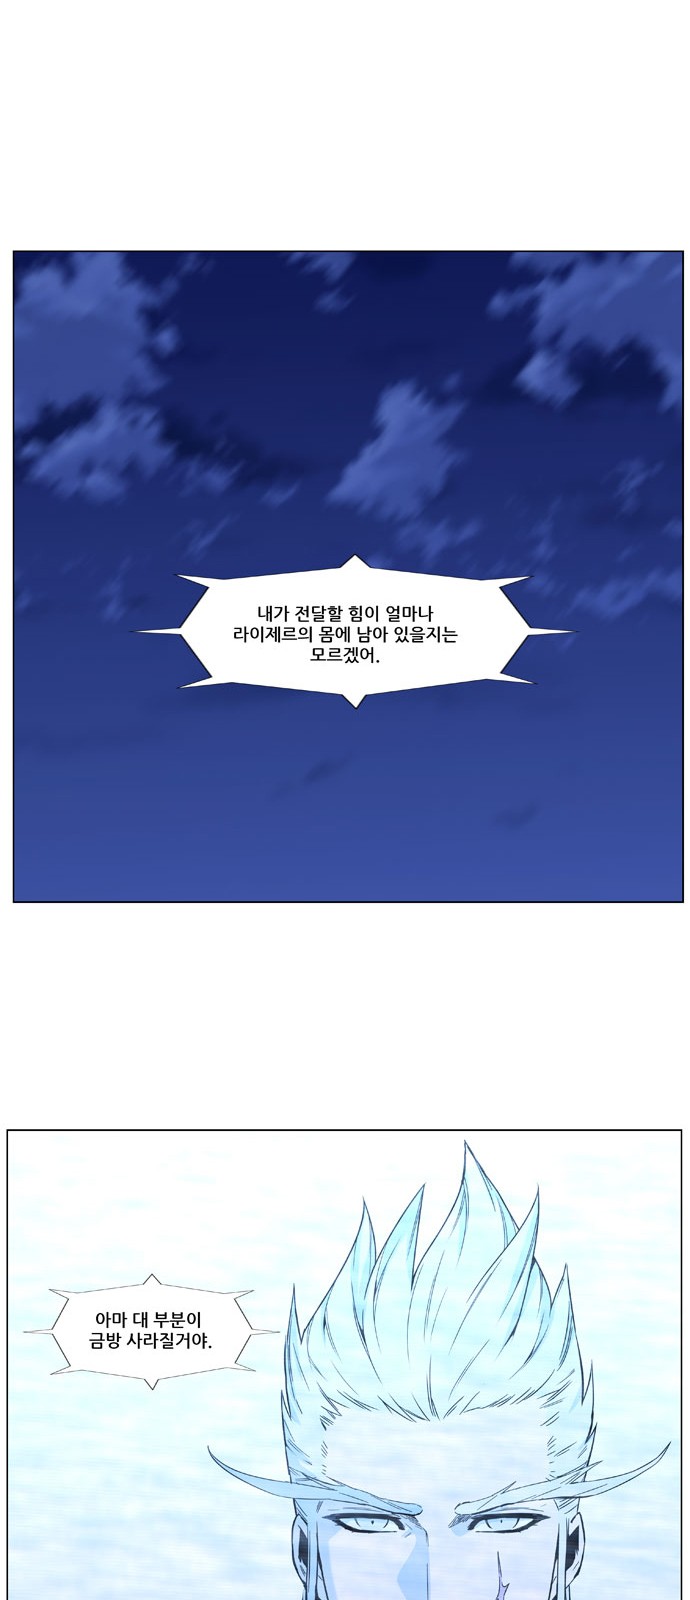 내가 전달할 힘이 얼마나
라이제르의 몸에 남아 있을지는
모르겠어.
아마 대 부분이
금방 사라질거야.